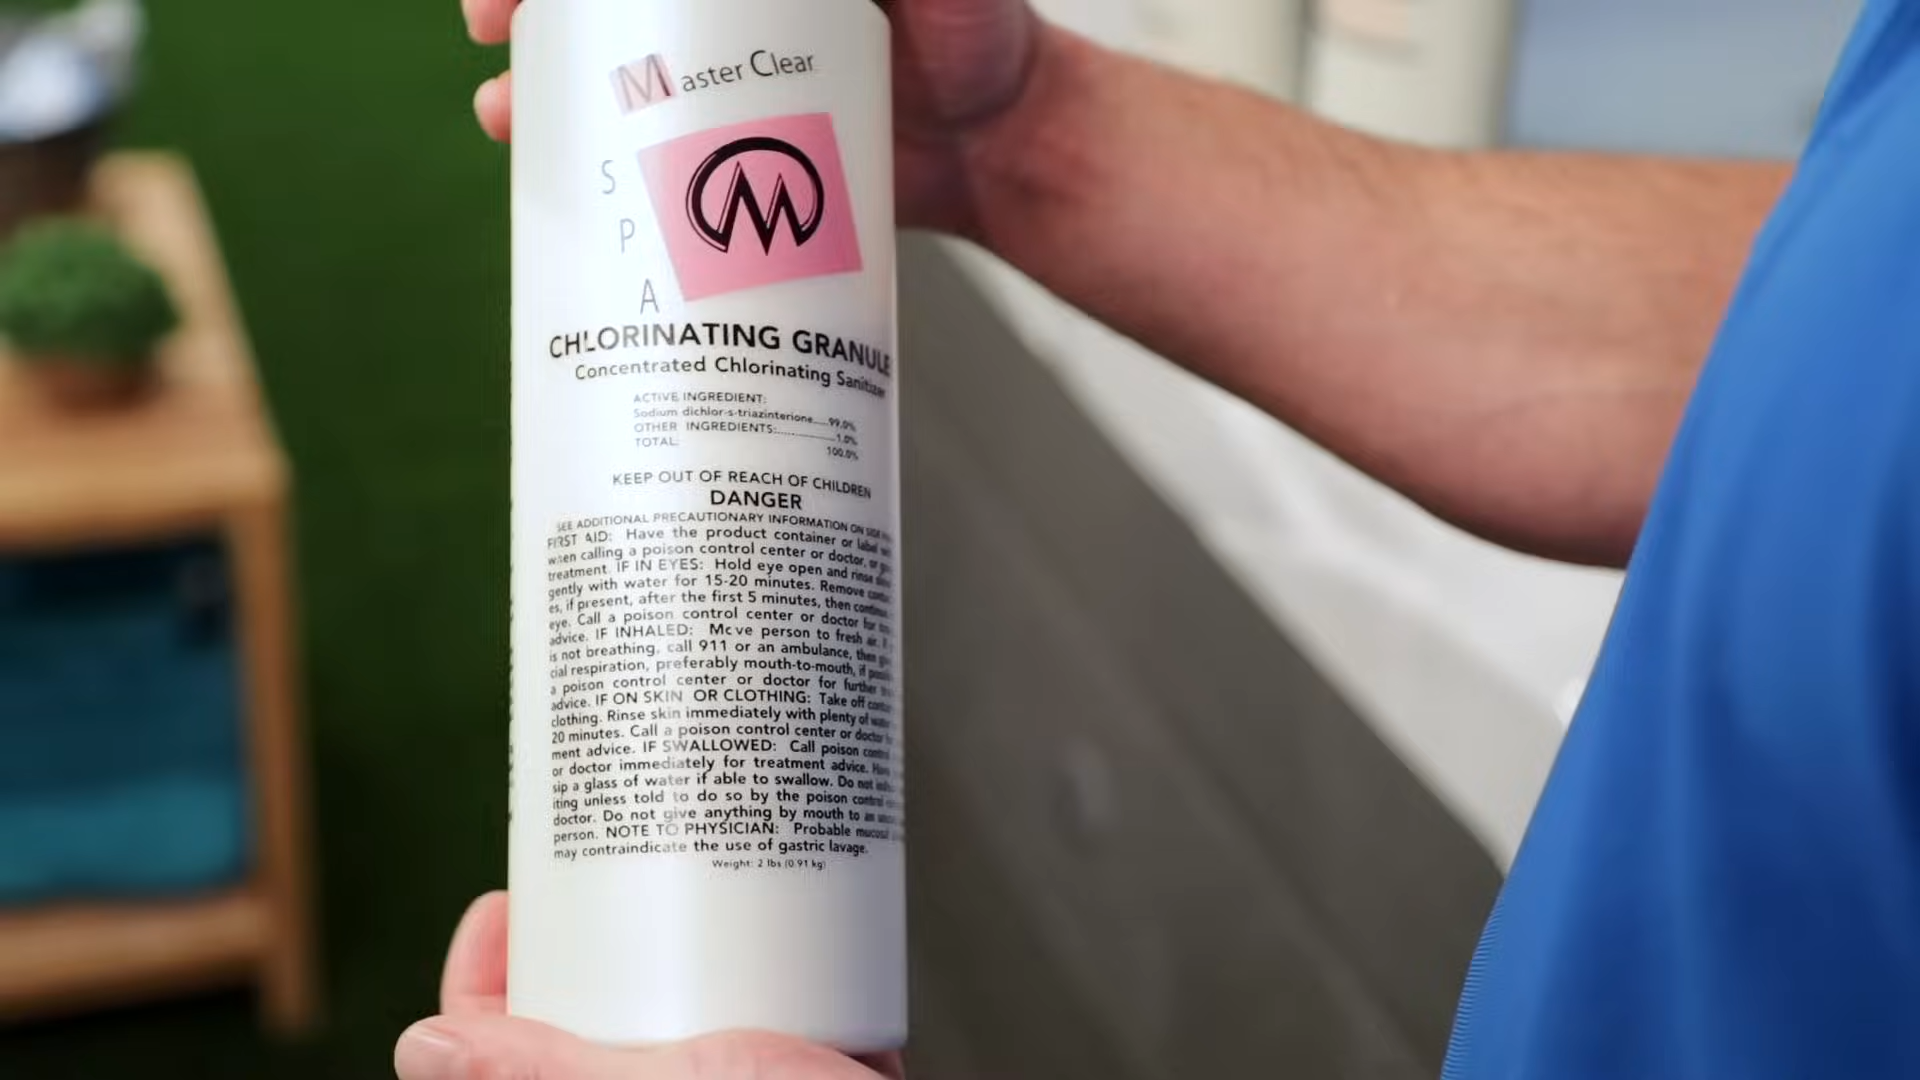 Master Clear
S
P
A
CHLORINATING GRANULE
Concentrated Chlorinating Sanitizer
ACTIVE INGREDIENT:
Sodium dichlor-s-triazinterione....99.0%
OTHER INGREDIENTS:..............1.0%
TOTAL: 100.0%
KEEP OUT OF REACH OF CHILDREN
DANGER
SEE ADDITIONAL PRECAUTIONARY INFORMATION ON SIDE
FIRST AID: Have the product container or label
when calling a poison control center or doctor, or
treatment. IF IN EYES: Hold eye open and rinse
gently with water for 15-20 minutes. Remove
es, if present, after the first 5 minutes, then
eye. Call a poison control center or doctor for
advice. IF INHALED: Move person to fresh air. If
is not breathing, call 911 or an ambulance, then
cial respiration, preferably mouth-to-mouth, if
a poison control center or doctor for further
advice. IF ON SKIN OR CLOTHING: Take off
clothing. Rinse skin immediately with plenty of
20 minutes. Call a poison control center or doctor
ment advice. IF SWALLOWED: Call poison
or doctor immediately for treatment advice.
sip a glass of water if able to swallow. Do not
iting unless told to do so by the poison control
doctor. Do not give anything by mouth to an
person. NOTE TO PHYSICIAN: Probable
may contraindicate the use of gastric lavage.
Weight: 2 lbs (0.91 kg)